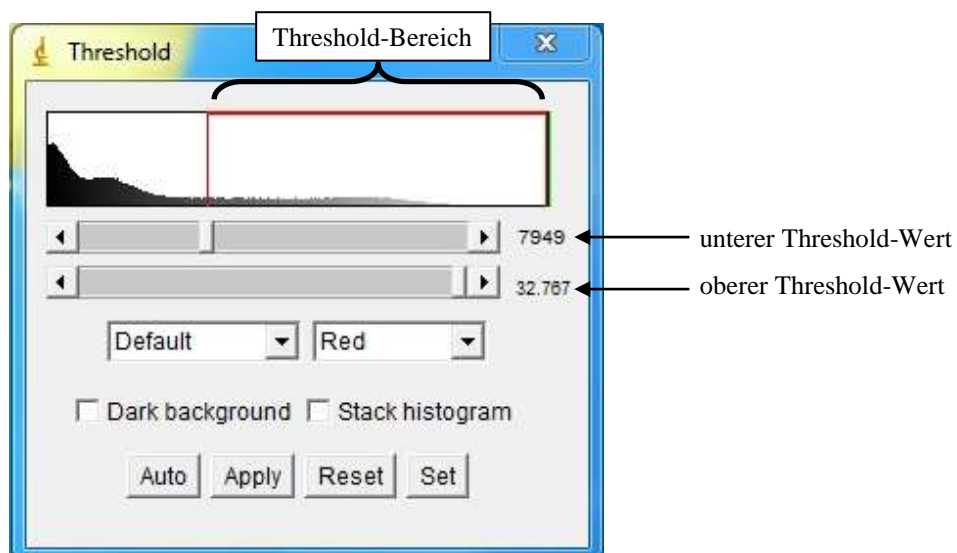 Threshold-Bereich
Threshold
7949
unterer Threshold-Wert
32.767
oberer Threshold-Wert
Default Red
Dark background Stack histogram
Auto Apply Reset Set